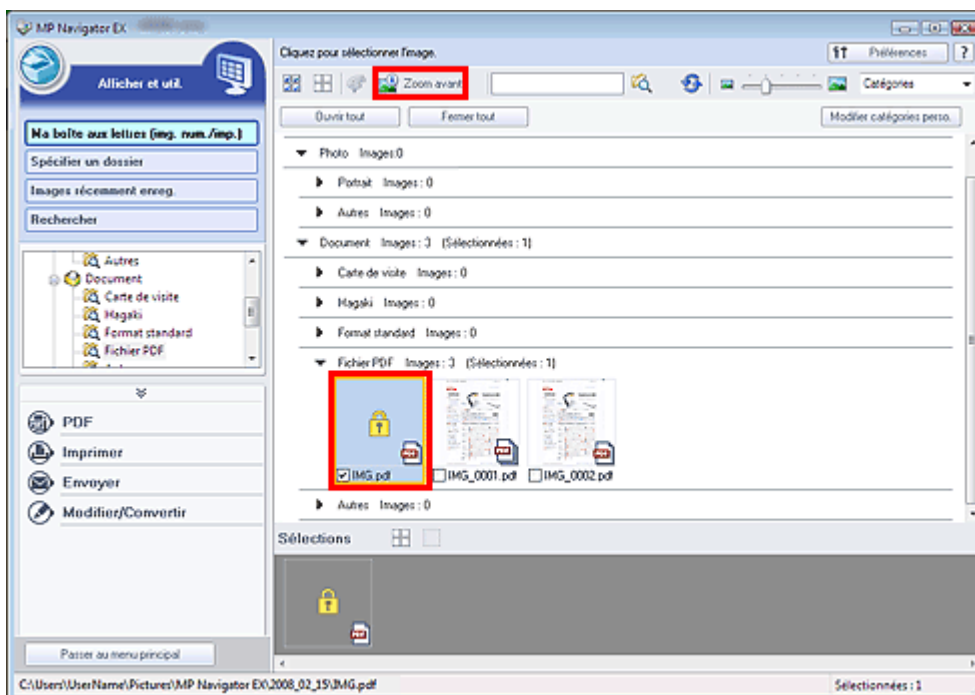 MP Navigator EX
Afficher et util.
Ma boîte aux lettres (img. num./imp.)
Spécifier un dossier
Images récemment enreg.
Rechercher
Autres
Document
Carte de visite
Hagaki
Format standard
Fichier PDF
PDF
Imprimer
Envoyer
Modifier/Convertir
Passer au menu principal
Cliquez pour sélectionner l'image.
Préférences
?
Zoom avant
Catégories
Ouvrir tout
Fermer tout
Modifier catégories perso.
Photo Images:0
Portrait Images : 0
Autres Images : 0
Document Images : 3 (Sélectionnées : 1)
Carte de visite Images : 0
Hagaki Images : 0
Format standard Images : 0
Fichier PDF Images : 3 (Sélectionnées : 1)
IMG.pdf
IMG_0001.pdf
IMG_0002.pdf
Autres Images : 0
Sélections
C:\Users\UserName\Pictures\MP Navigator EX\2008_02_15\IMG.pdf
Sélectionnées : 1